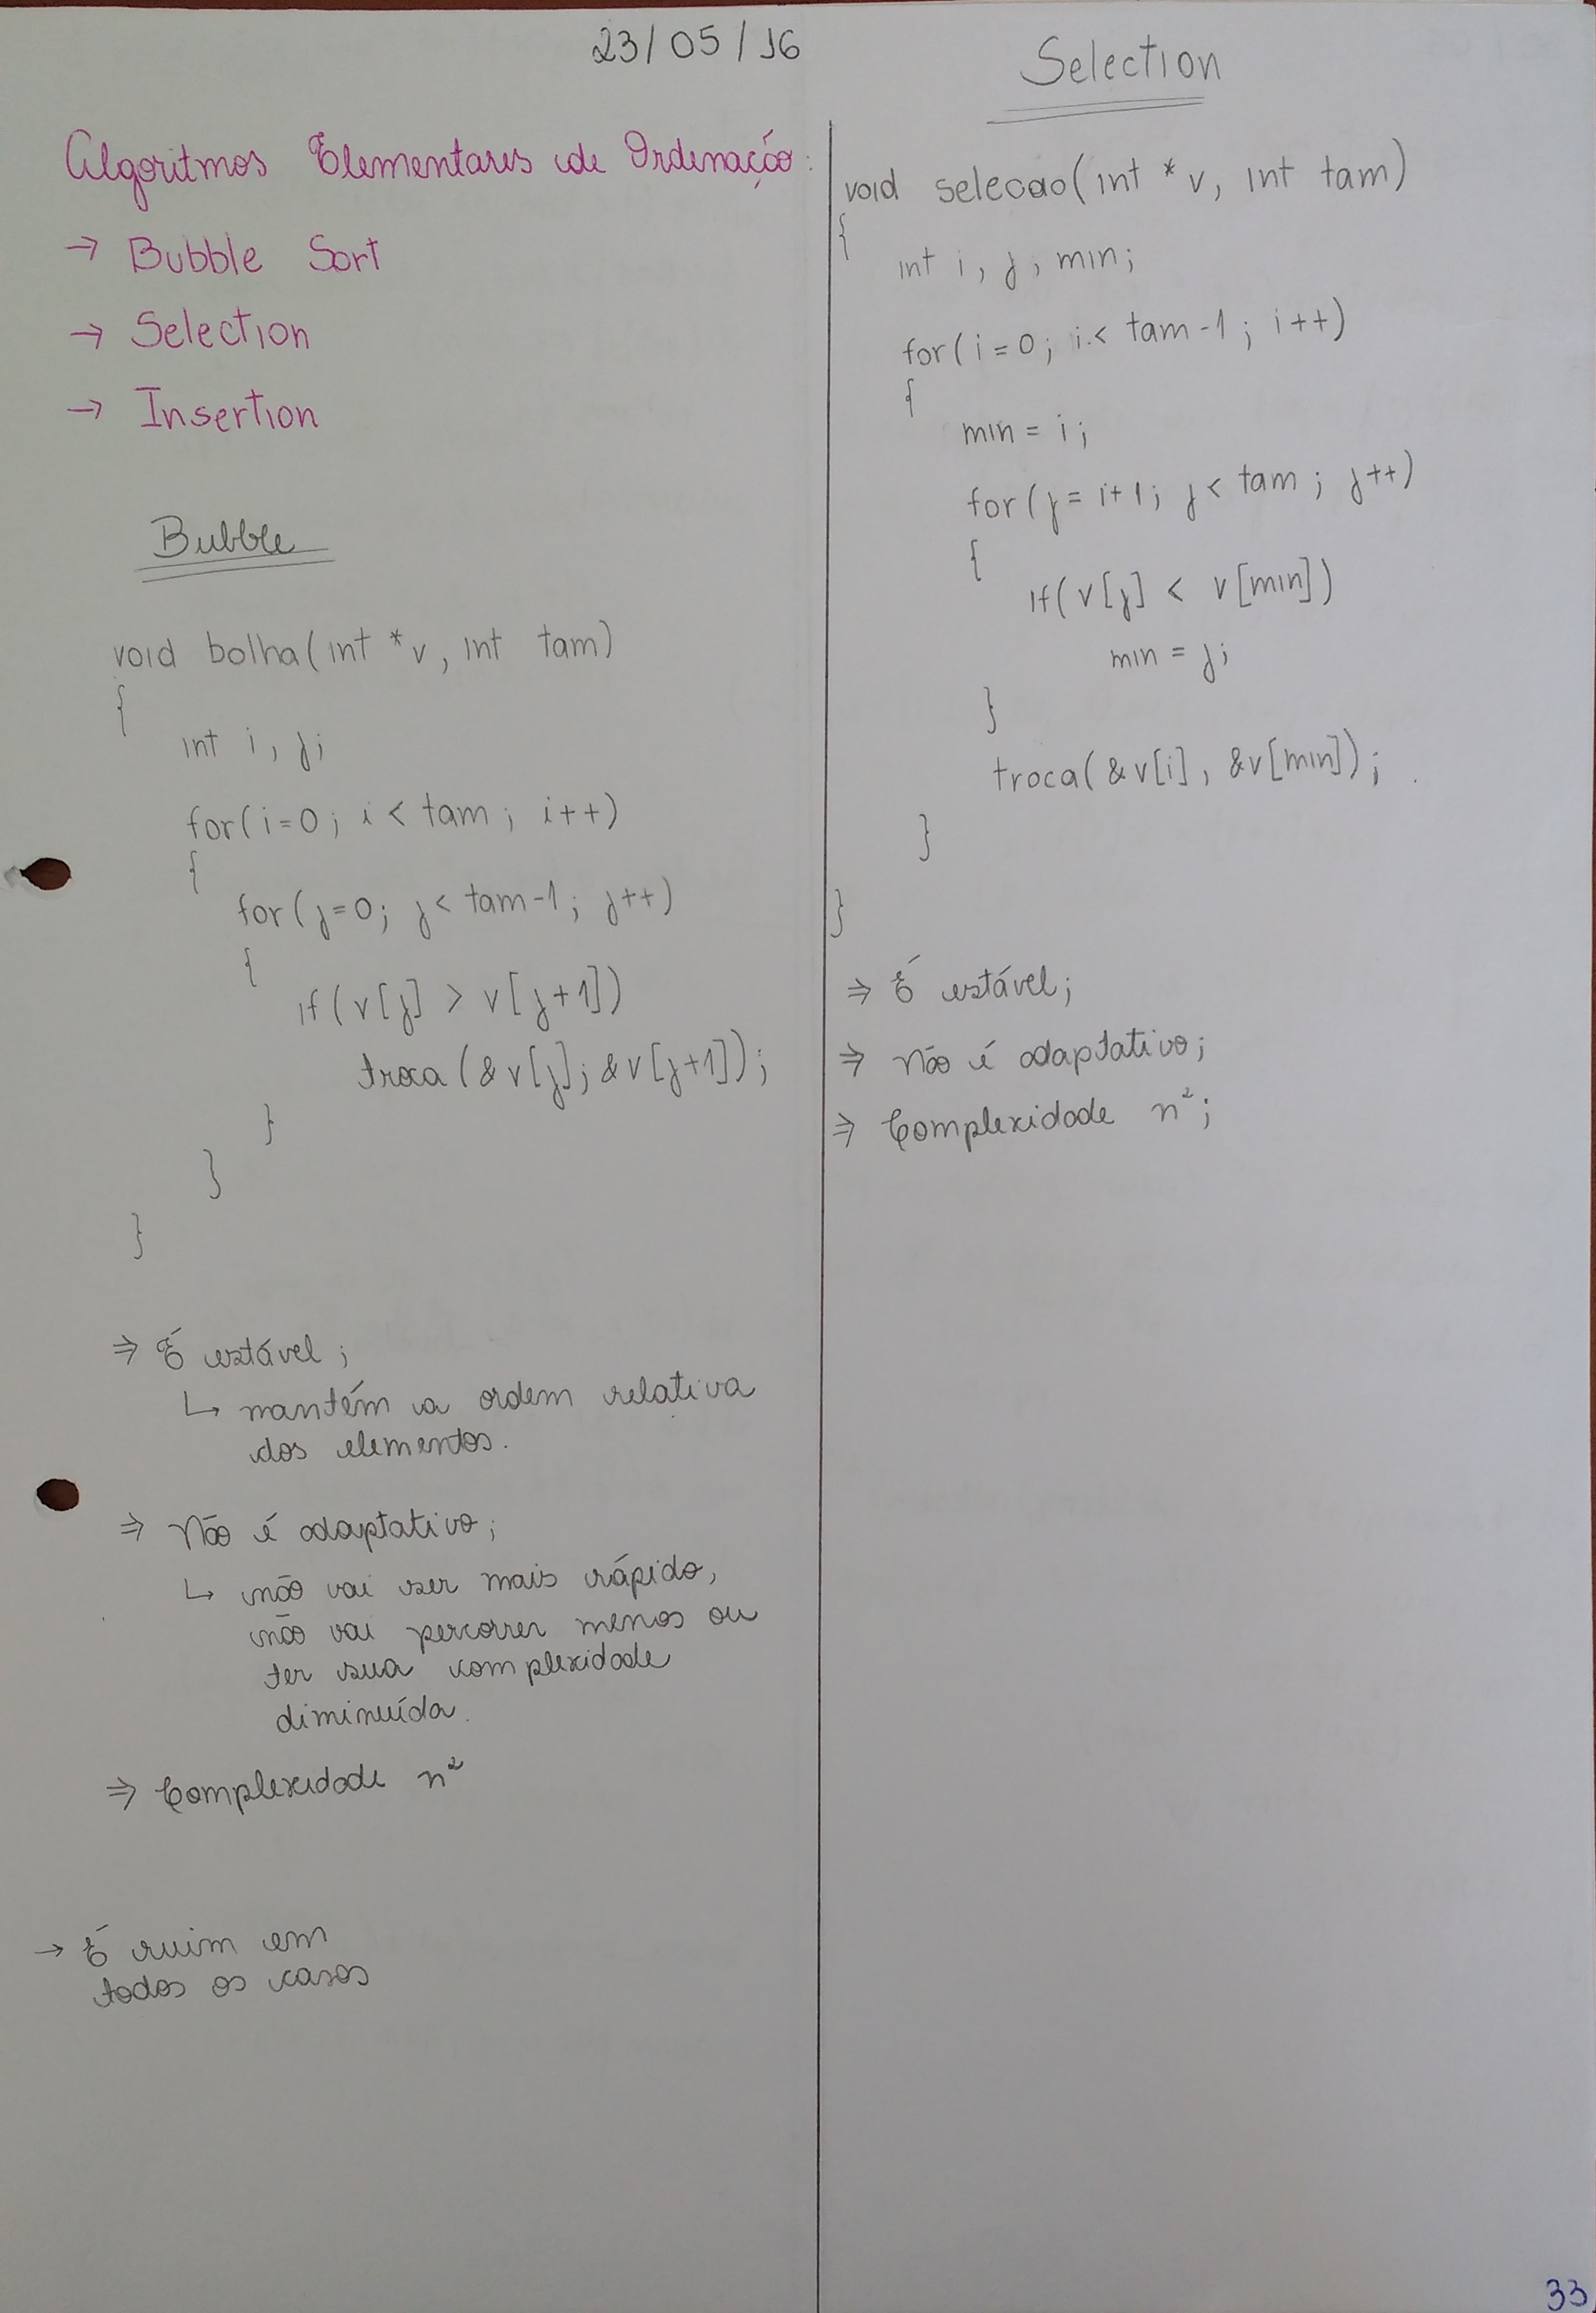 23/05/16
Algoritmos Elementares de Ordenação:
→ Bubble Sort
→ Selection
→ Insertion
Bubble
void bolha(int *v, int tam)
{
int i, j;
for(i=0; i < tam; i++)
{
for(j=0; j < tam-1; j++)
{
if(v[j] > v[j+1])
troca(&v[j]; &v[j+1]);
}
}
}
⇒ É estável;
↳ mantém a ordem relativa
dos elementos.
⇒ Não é adaptativo;
↳ não vai ser mais rápido,
não vai percorrer menos ou
ter sua complexidade
diminuída.
⇒ Complexidade n²
→ É ruim em
todos os casos
Selection
void selecao(int *v, int tam)
{
int i, j, min;
for(i=0; i< tam-1; i++)
{
min = i;
for(j= i+1; j< tam; j++)
{
if(v[j] < v[min])
min = j;
}
troca(&v[i], &v[min]);
}
}
⇒ É estável;
⇒ Não é adaptativo;
⇒ Complexidade n²;
33